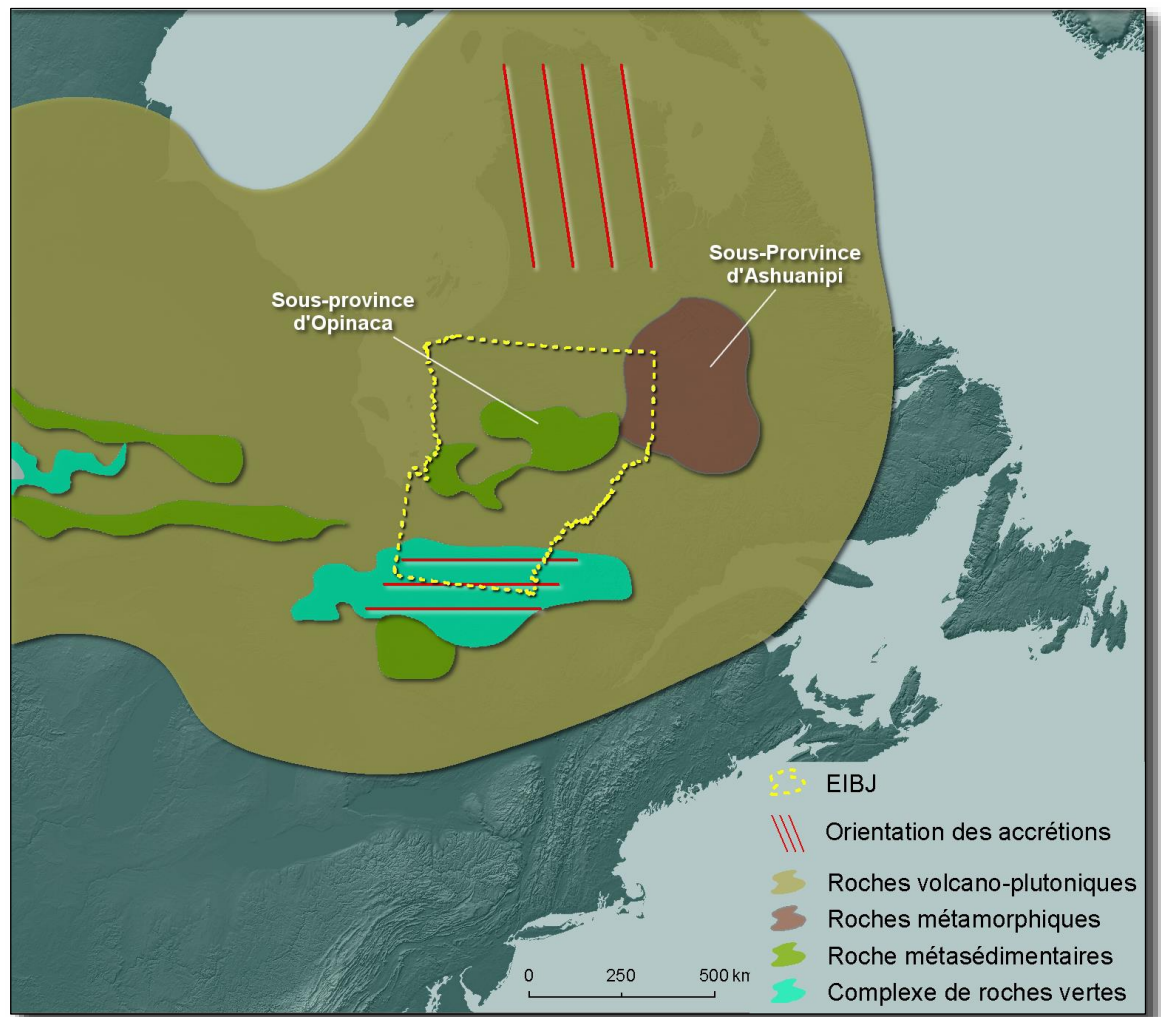 Sous-Prorvince
d'Ashuanipi
Sous-province
d'Opinaca
EIBJ
Orientation des accrétions
Roches volcano-plutoniques
Roches métamorphiques
Roche métasédimentaires
Complexe de roches vertes
0 250 500 km